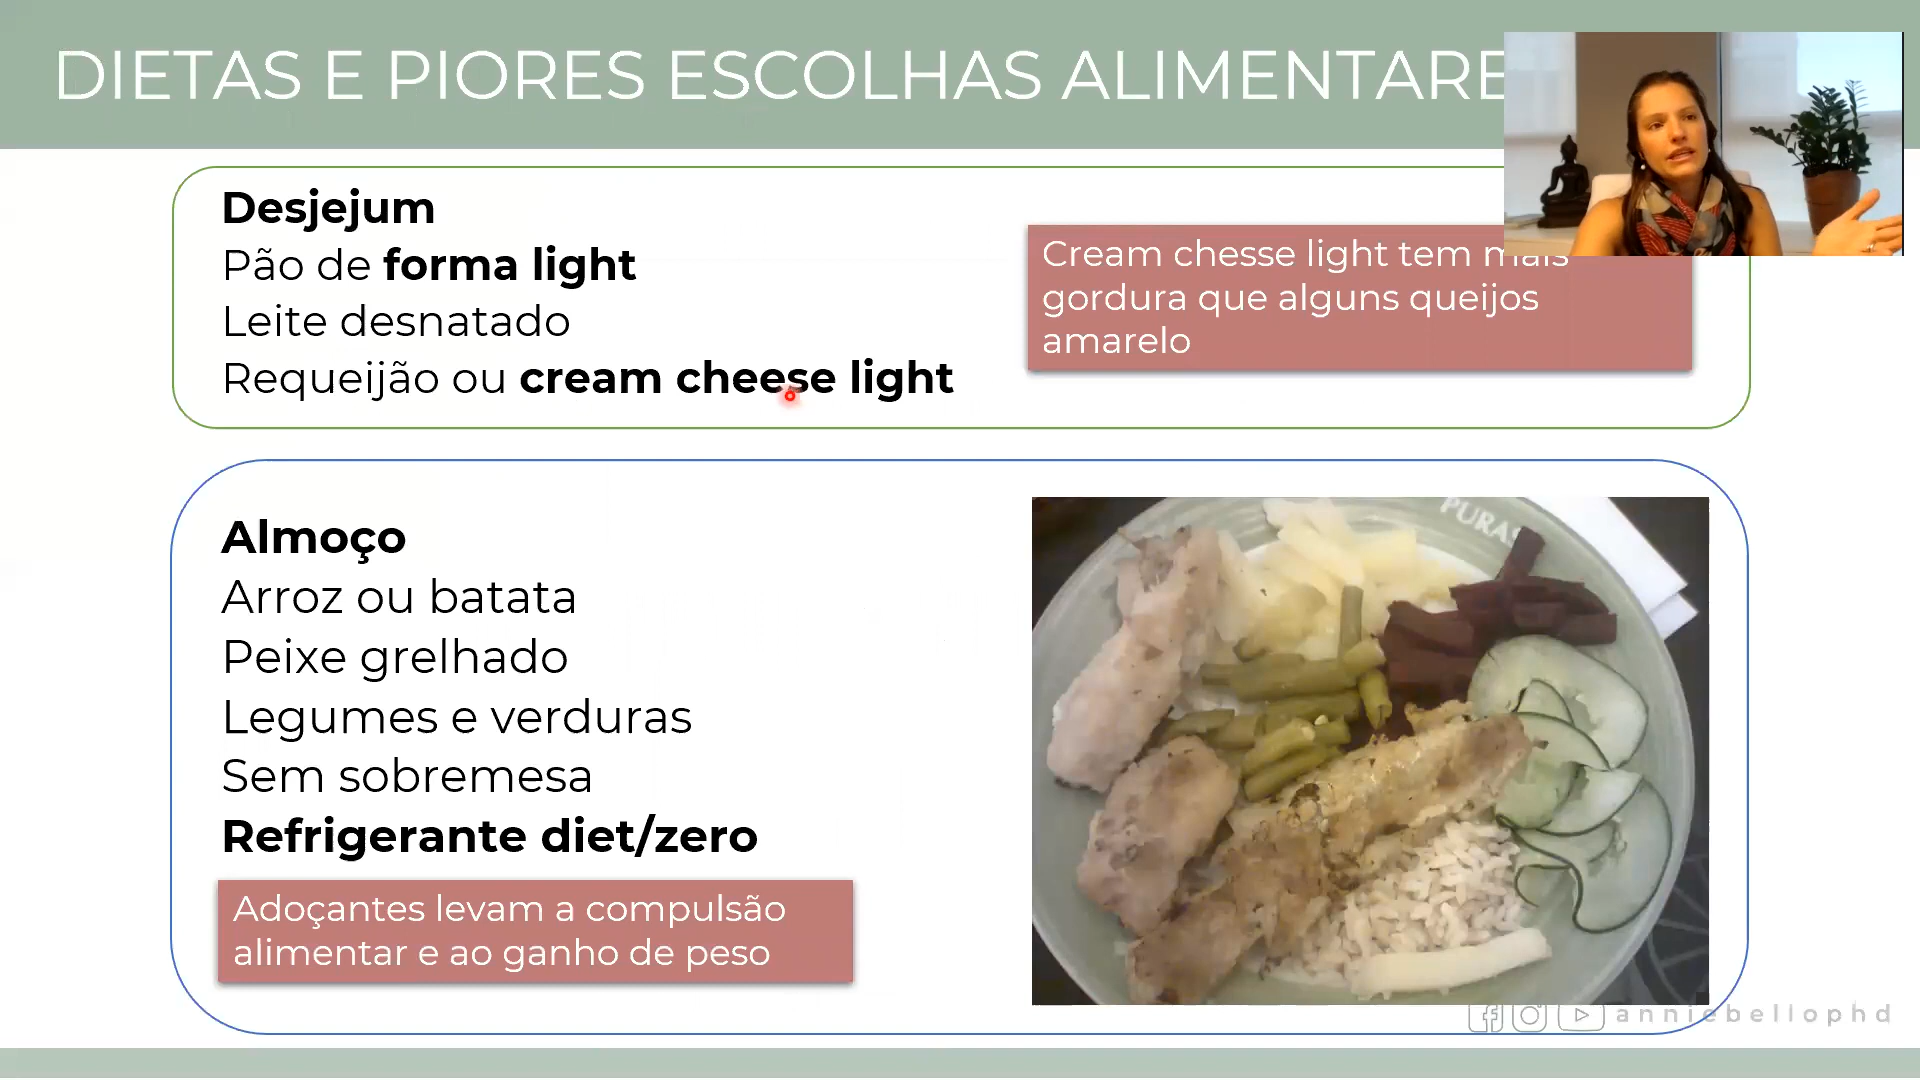 DIETAS E PIORES ESCOLHAS ALIMENTARE
Desjejum
Pão de forma light
Leite desnatado
Requeijão ou cream cheese light
Cream chesse light tem mais
gordura que alguns queijos
amarelo
Almoço
Arroz ou batata
Peixe grelhado
Legumes e verduras
Sem sobremesa
Refrigerante diet/zero
Adoçantes levam a compulsão
alimentar e ao ganho de peso
PURAS
anniebellophd